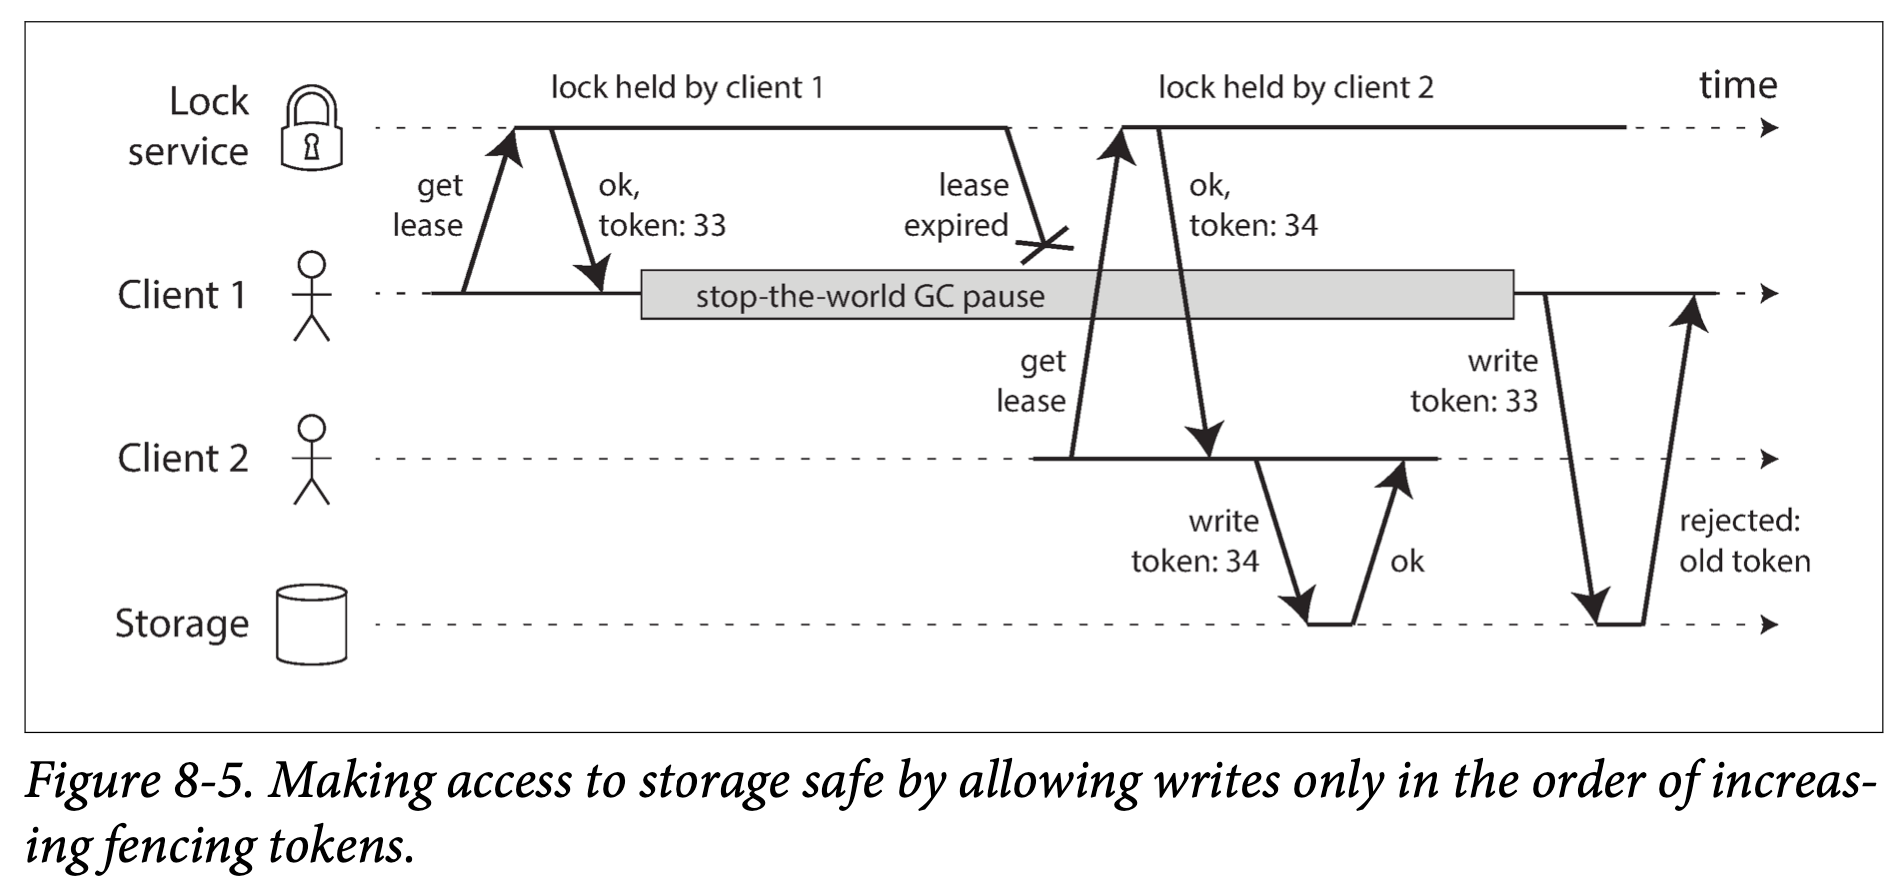 lock held by client 1
lock held by client 2
time
Lock
service
get
lease
ok,
token: 33
lease
expired
ok,
token: 34
Client 1
stop-the-world GC pause
get
lease
write
token: 33
Client 2
write
token: 34
ok
rejected:
old token
Storage
Figure 8-5. Making access to storage safe by allowing writes only in the order of increas-
ing fencing tokens.